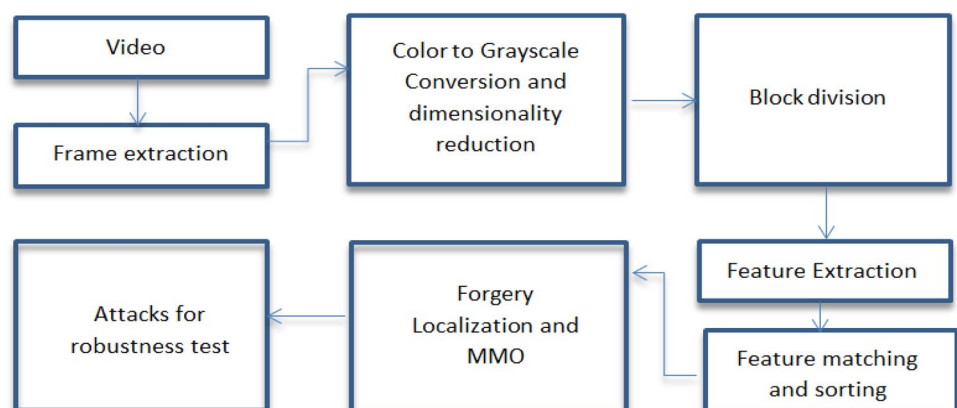 Video
Frame extraction
Color to Grayscale
Conversion and
dimensionality
reduction
Block division
Feature Extraction
Feature matching
and sorting
Forgery
Localization and
MMO
Attacks for
robustness test